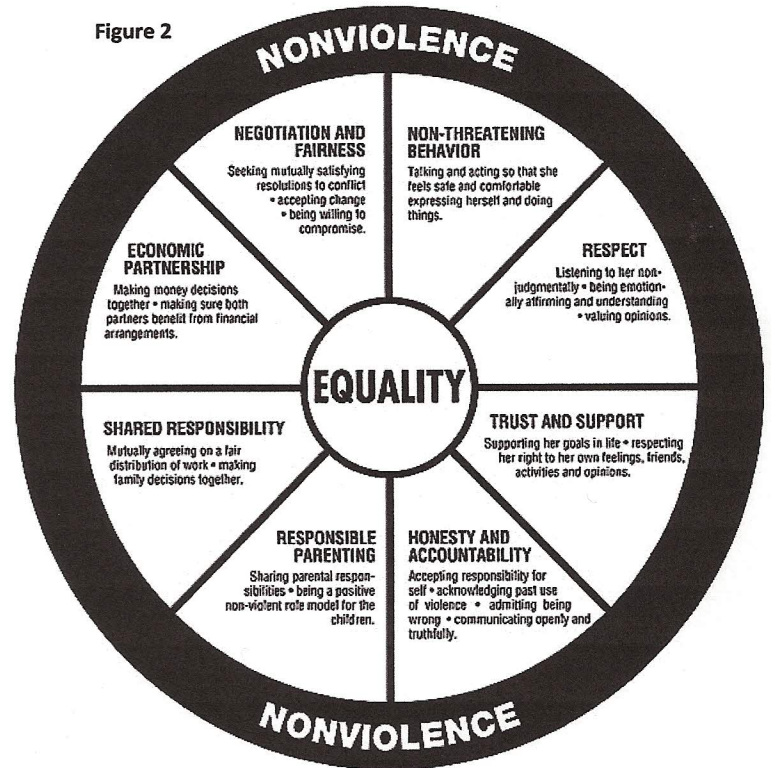 Figure 2
NONVIOLENCE
NEGOTIATION AND
FAIRNESS
Seeking mutually satisfying
resolutions to conflict
• accepting change
• being willing to
compromise.
NON-THREATENING
BEHAVIOR
Talking and acting so that she
feels safe and comfortable
expressing herself and doing
things.
RESPECT
Listening to her non-
judgmentally • being emotion-
ally affirming and understanding
• valuing opinions.
TRUST AND SUPPORT
Supporting her goals in life • respecting
her right to her own feelings, friends,
activities and opinions.
HONESTY AND
ACCOUNTABILITY
Accepting responsibility for
self • acknowledging past use
of violence • admitting being
wrong • communicating openly and
truthfully.
RESPONSIBLE
PARENTING
Sharing parental respon-
sibilities • being a positive
non-violent role model for the
children.
SHARED RESPONSIBILITY
Mutually agreeing on a fair
distribution of work • making
family decisions together.
ECONOMIC
PARTNERSHIP
Making money decisions
together • making sure both
partners benefit from financial
arrangements.
EQUALITY
NONVIOLENCE